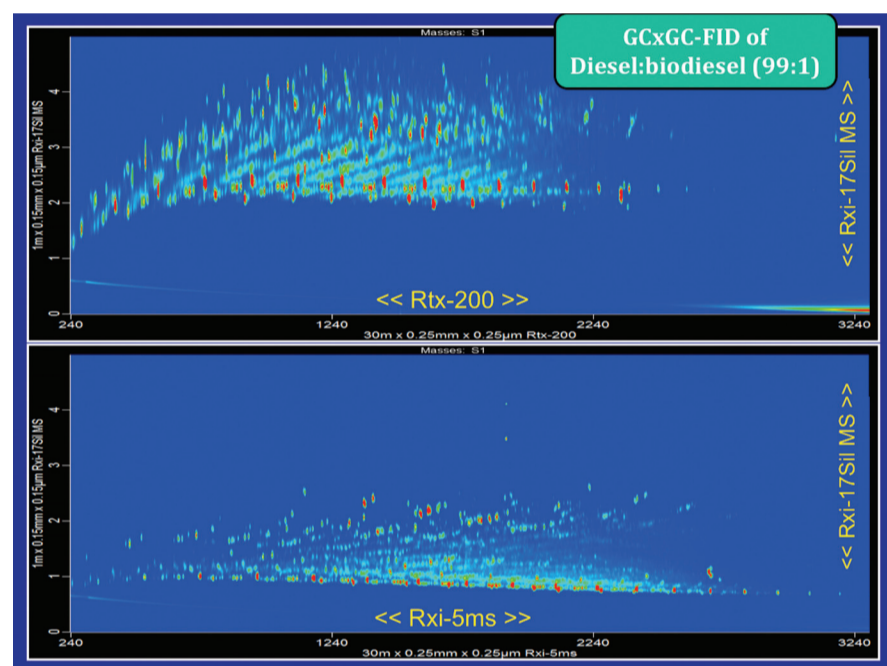 Masses: S1
GCxGC-FID of
Diesel:biodiesel (99:1)
1m x 0.15mm x 0.15µm Rxi-17Sil MS
4
3
2
1
0
<< Rxi-17Sil MS >>
<< Rtx-200 >>
240
1240
2240
3240
30m x 0.25mm x 0.25µm Rtx-200
Masses: S1
1m x 0.15mm x 0.15µm Rxi-17Sil MS
4
3
2
1
0
<< Rxi-17Sil MS >>
<< Rxi-5ms >>
240
1240
2240
3240
30m x 0.25mm x 0.25µm Rxi-5ms